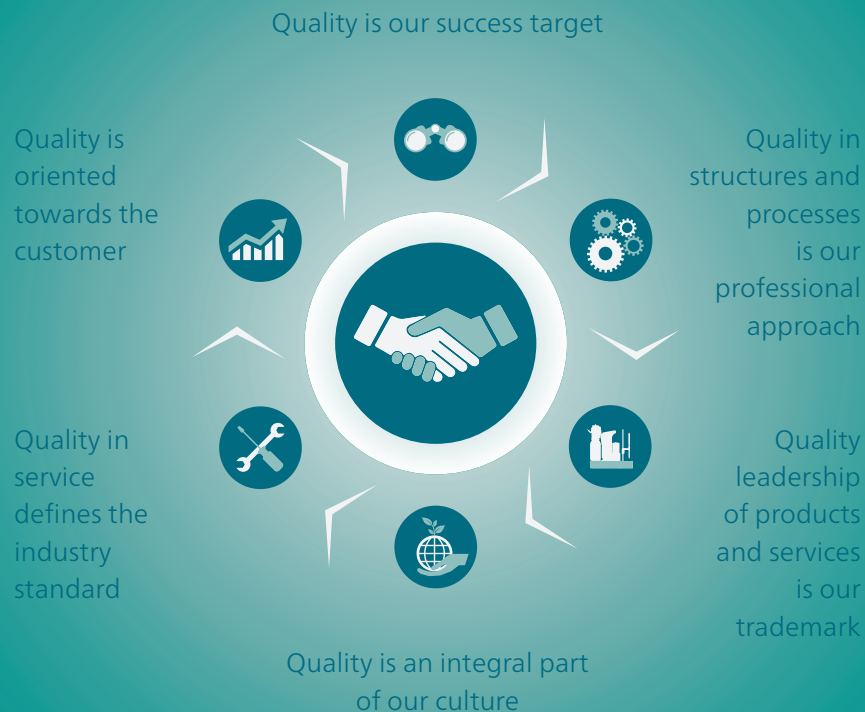 Quality is our success target
Quality in
structures and
processes
is our
professional
approach
Quality
leadership
of products
and services
is our
trademark
Quality is an integral part
of our culture
Quality in
service
defines the
industry
standard
Quality is
oriented
towards the
customer